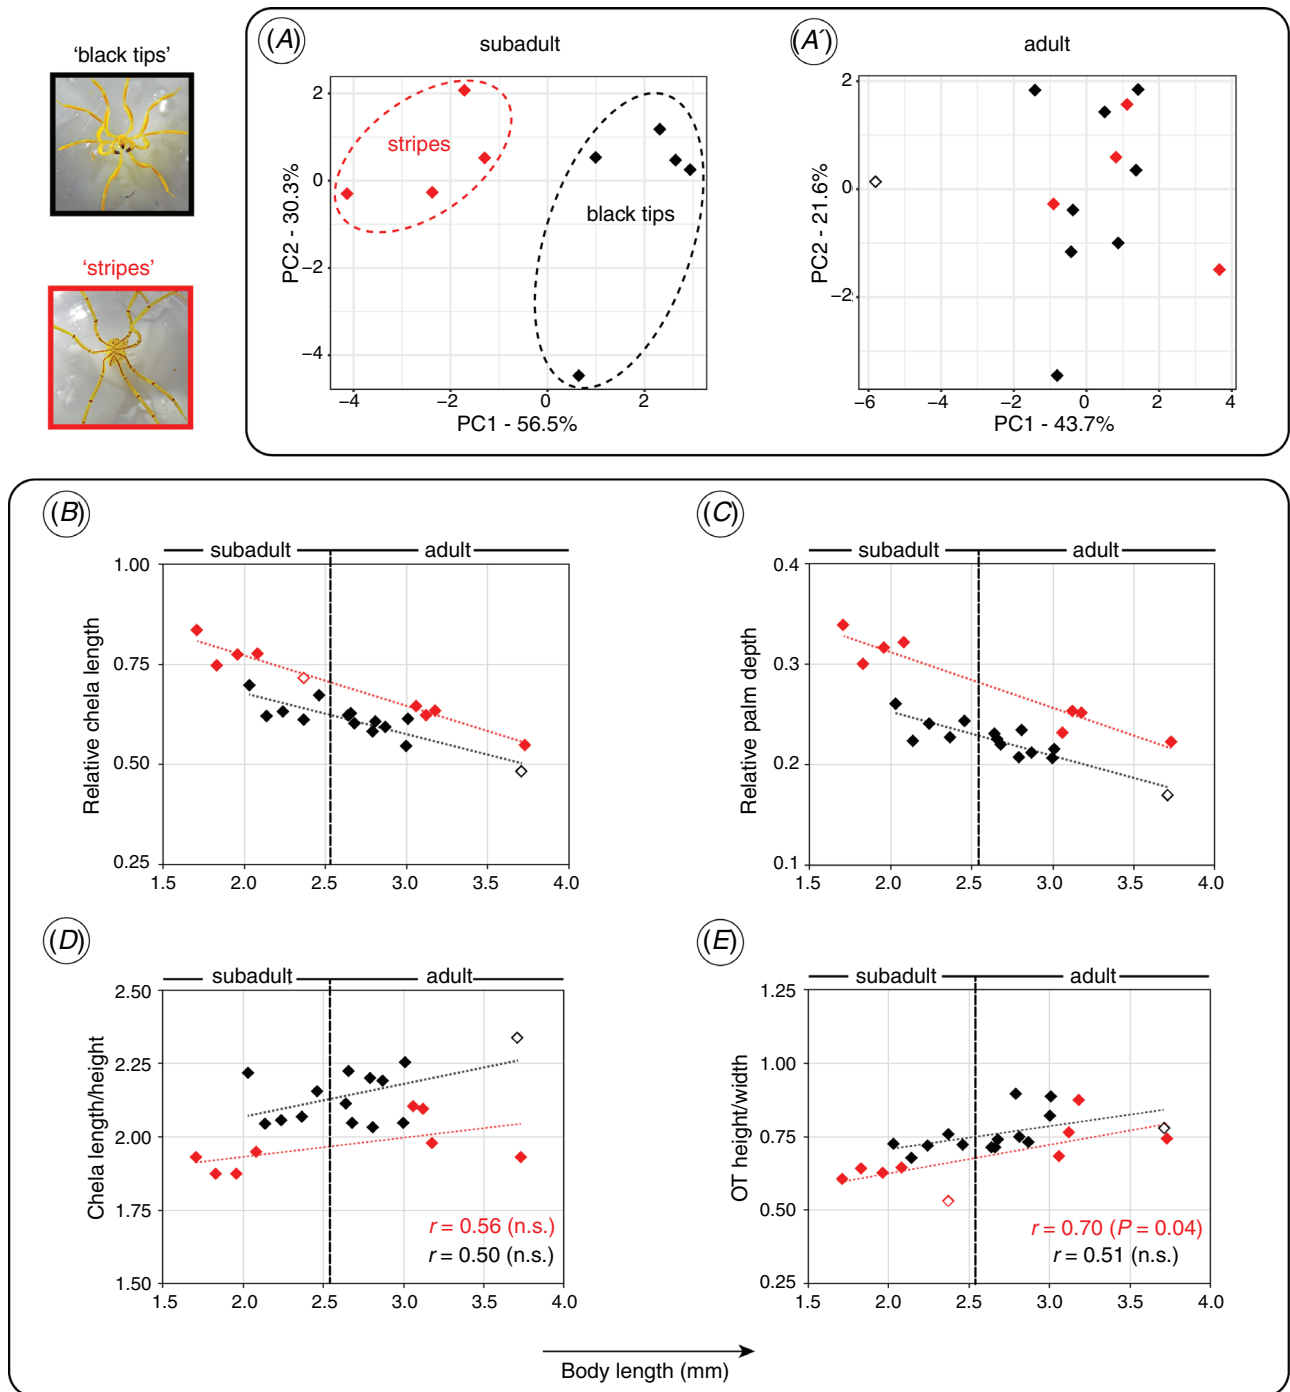 ‘black tips’
‘stripes’
(A)
subadult
2
0
−2
−4
PC2 - 30.3%
stripes
black tips
−4
−2
0
2
PC1 - 56.5%
(A´)
adult
2
0
−2
PC2 - 21.6%
−6
−4
−2
0
2
4
PC1 - 43.7%
(B)
subadult
adult
1.00
0.75
0.50
0.25
Relative chela length
1.5
2.0
2.5
3.0
3.5
4.0
(C)
subadult
adult
0.4
0.3
0.2
0.1
Relative palm depth
1.5
2.0
2.5
3.0
3.5
4.0
(D)
subadult
adult
2.50
2.25
2.00
1.75
1.50
Chela length/height
r = 0.56 (n.s.)
r = 0.50 (n.s.)
1.5
2.0
2.5
3.0
3.5
4.0
(E)
subadult
adult
1.25
1.00
0.75
0.50
0.25
OT height/width
r = 0.70 (P = 0.04)
r = 0.51 (n.s.)
1.5
2.0
2.5
3.0
3.5
4.0
Body length (mm)